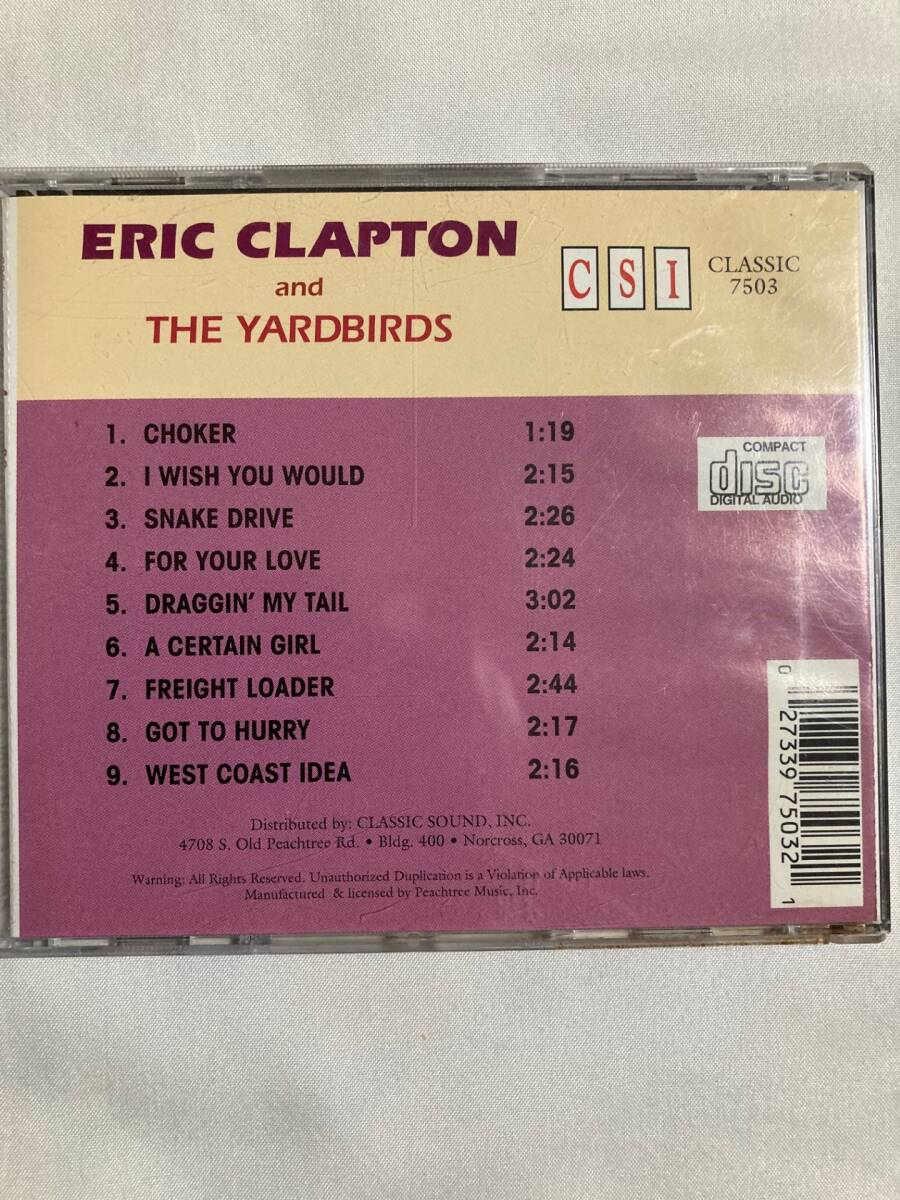 ERIC CLAPTON
and
THE YARDBIRDS
C S I
CLASSIC
7503
1. CHOKER 1:19
2. I WISH YOU WOULD 2:15
3. SNAKE DRIVE 2:26
4. FOR YOUR LOVE 2:24
5. DRAGGIN' MY TAIL 3:02
6. A CERTAIN GIRL 2:14
7. FREIGHT LOADER 2:44
8. GOT TO HURRY 2:17
9. WEST COAST IDEA 2:16
COMPACT
disc
DIGITAL AUDIO
0 27339 75032 1
Distributed by: CLASSIC SOUND, INC.
4708 S. Old Peachtree Rd. • Bldg. 400 • Norcross, GA 30071
Warning: All Rights Reserved. Unauthorized Duplication is a Violation of Applicable laws.
Manufactured & licensed by Peachtree Music, Inc.